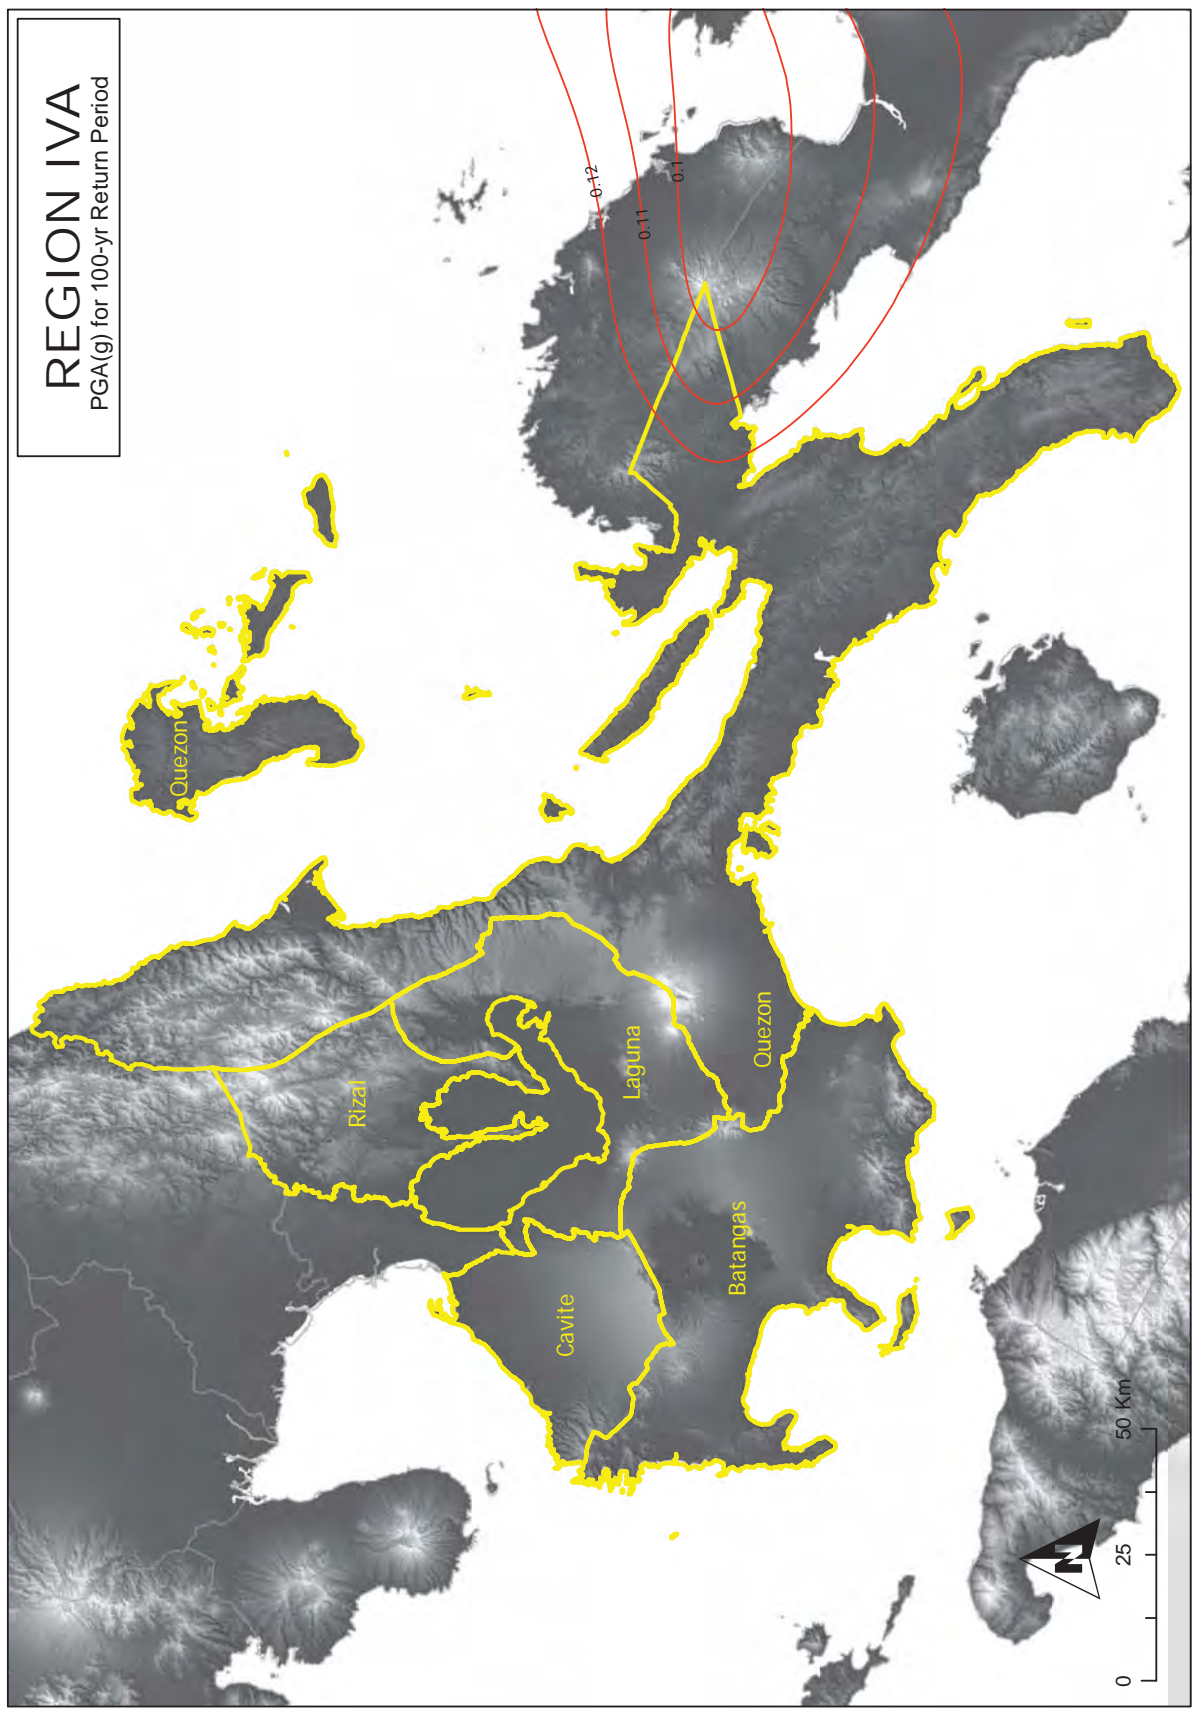 REGION IVA
PGA(g) for 100-yr Return Period
Quezon
0.12
0.11
0.1
Rizal
Laguna
Quezon
Cavite
Batangas
N
0
25
50 Km